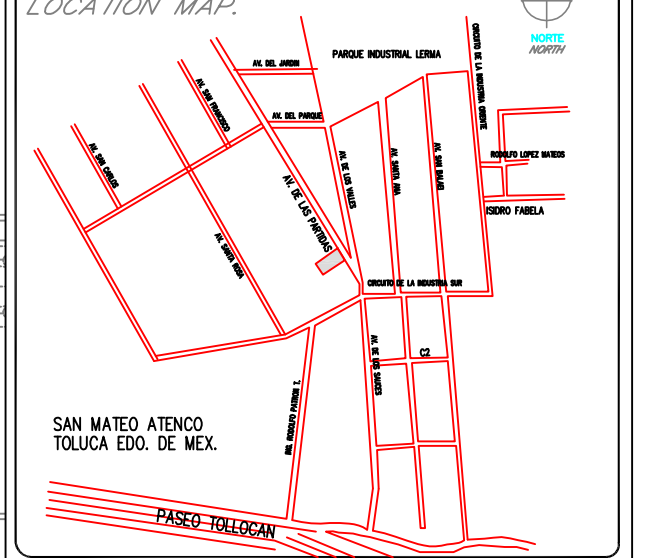 LOCATION MAP.
NORTE
NORTH
PARQUE INDUSTRIAL LERMA
AV. DEL JARDIN
CIRCUITO DE LA INDUSTRIA ORIENTE
AV. SAN FRANCISCO
AV. DEL PARQUE
AV. SAN CARLOS
AV. DE LOS VALLES
AV. SANTA ANA
RODOLFO LOPEZ MATEOS
AV. DE LAS PARTIDAS
ISIDRO FABELA
AV. SANTA ROSA
CIRCUITO DE LA INDUSTRIA SUR
AV. DE LOS SAUCES
C2
ING. RODOLFO PATRON T.
SAN MATEO ATENCO
TOLUCA EDO. DE MEX.
PASEO TOLLOCAN